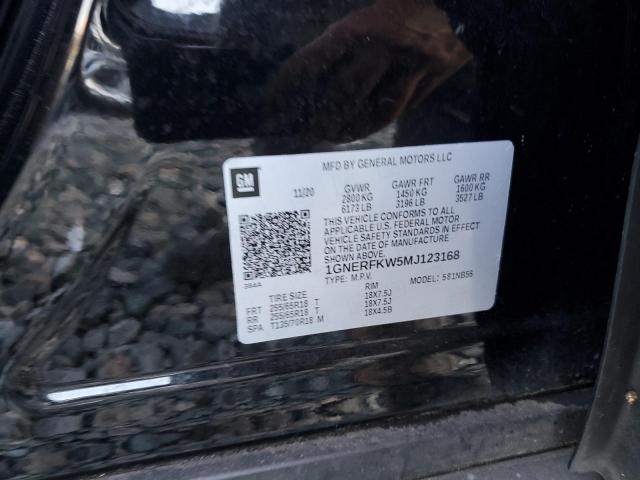 MFD BY GENERAL MOTORS LLC
GM
11/20 GVWR GAWR FRT GAWR RR
2800 KG 1450 KG 1600 KG
6173 LB 3196 LB 3527 LB
THIS VEHICLE CONFORMS TO ALL
APPLICABLE U.S. FEDERAL MOTOR
VEHICLE SAFETY STANDARDS IN EFFECT
ON THE DATE OF MANUFACTURE
SHOWN ABOVE.
1GNERFKW5MJ123168
TYPE: M.P.V. MODEL: 581NB56
394A
TIRE SIZE RIM
FRT 255/65R18 T 18X7.5J
RR 255/65R18 T 18X7.5J
SPA T135/70R18 M 18X4.5B